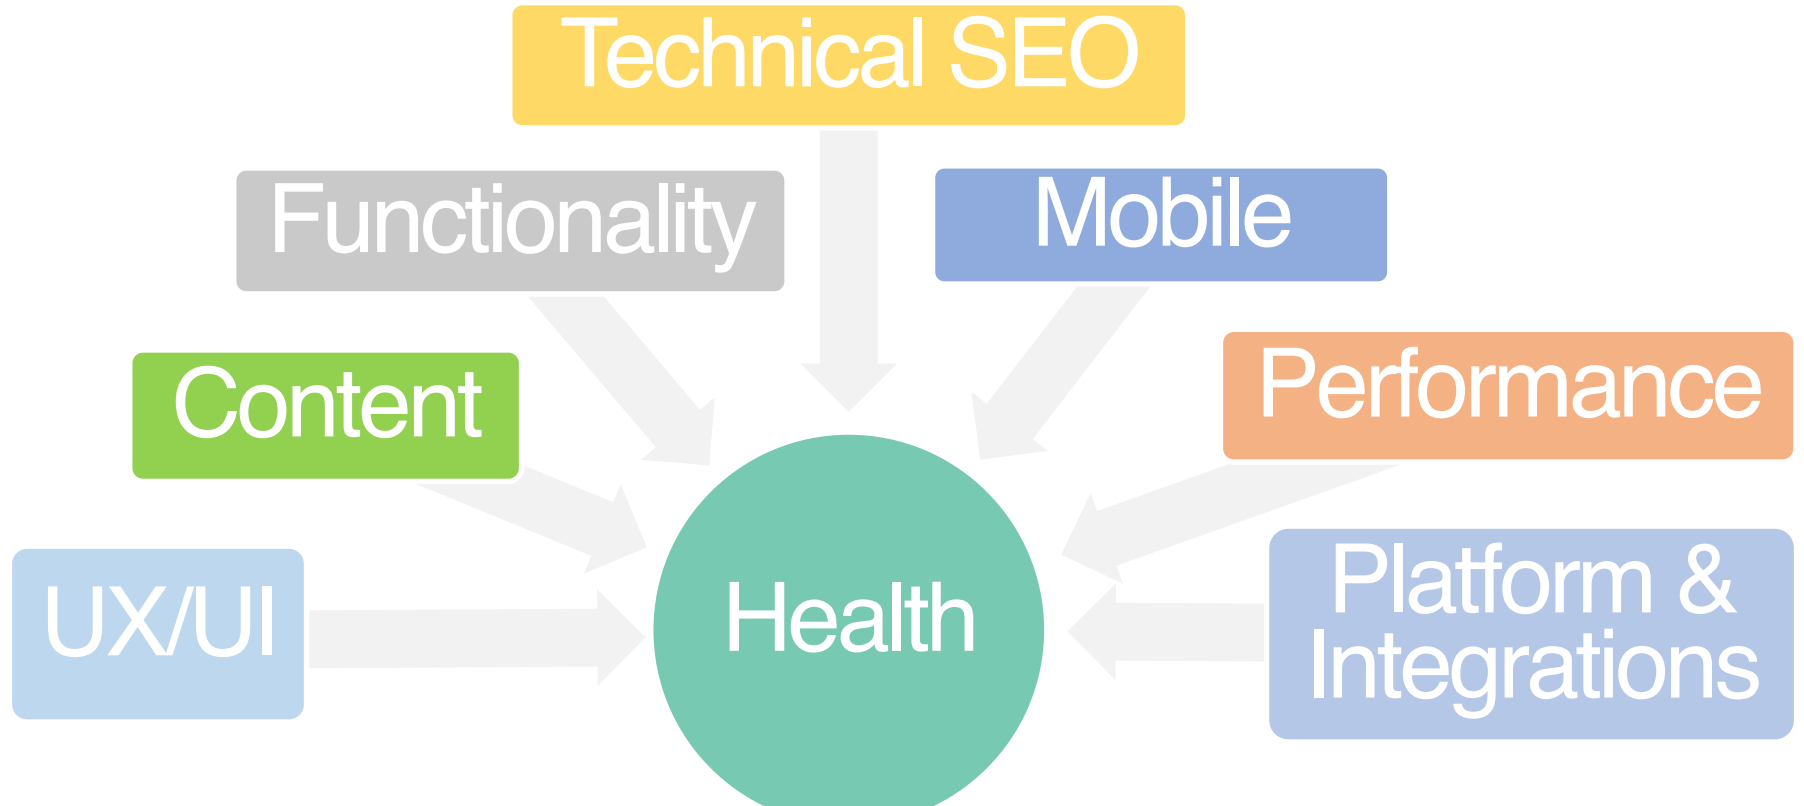 Technical SEO
Functionality
Mobile
Content
Performance
UX/UI
Health
Platform &
Integrations